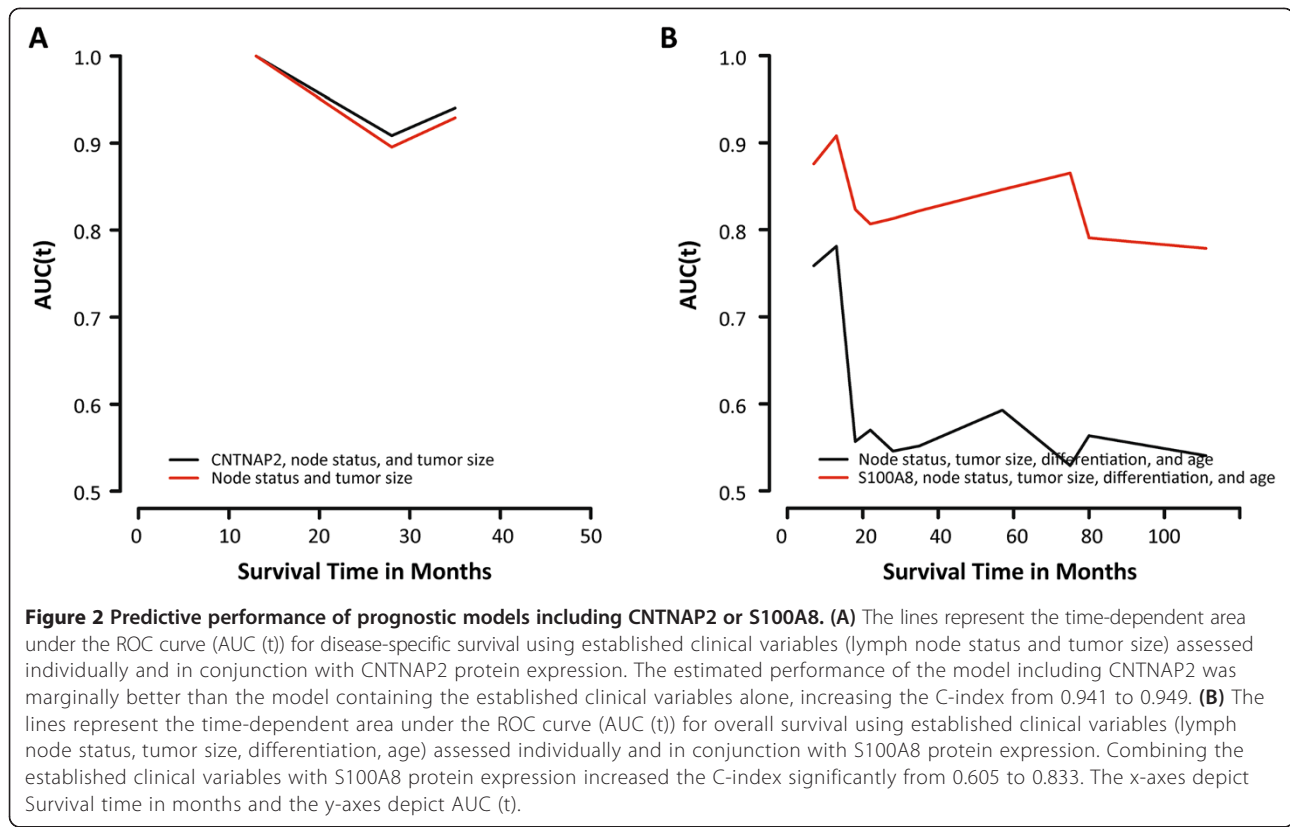 A
1.0
0.9
0.8
0.7
0.6
0.5
AUC(t)
CNTNAP2, node status, and tumor size
Node status and tumor size
0 10 20 30 40 50
Survival Time in Months
B
1.0
0.9
0.8
0.7
0.6
0.5
AUC(t)
Node status, tumor size, differentiation, and age
S100A8, node status, tumor size, differentiation, and age
0 20 40 60 80 100
Survival Time in Months
Figure 2 Predictive performance of prognostic models including CNTNAP2 or S100A8. (A) The lines represent the time-dependent area
under the ROC curve (AUC (t)) for disease-specific survival using established clinical variables (lymph node status and tumor size) assessed
individually and in conjunction with CNTNAP2 protein expression. The estimated performance of the model including CNTNAP2 was
marginally better than the model containing the established clinical variables alone, increasing the C-index from 0.941 to 0.949. (B) The
lines represent the time-dependent area under the ROC curve (AUC (t)) for overall survival using established clinical variables (lymph
node status, tumor size, differentiation, age) assessed individually and in conjunction with S100A8 protein expression. Combining the
established clinical variables with S100A8 protein expression increased the C-index significantly from 0.605 to 0.833. The x-axes depict
Survival time in months and the y-axes depict AUC (t).